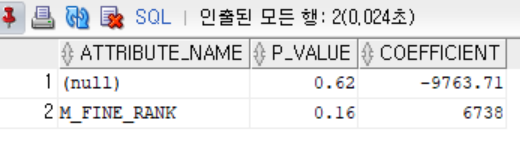 SQL | 인출된 모든 행: 2(0,024초)
ATTRIBUTE_NAME P_VALUE COEFFICIENT
1 (null) 0.62 -9763.71
2 M_FINE_RANK 0.16 6738